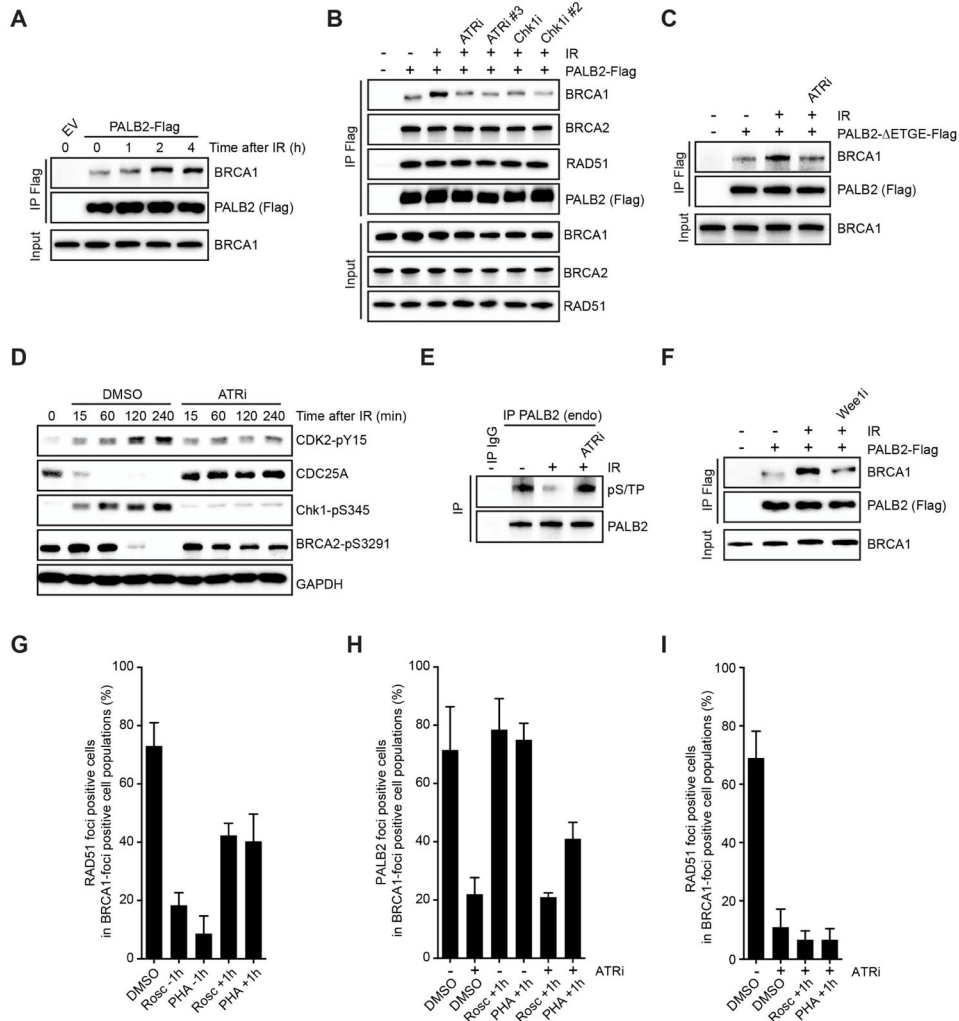 A
EV
PALB2-Flag
0 0 1 2 4 Time after IR (h)
IP Flag
BRCA1
PALB2 (Flag)
Input
BRCA1
B
ATRi
ATRi #3
Chk1i
Chk1i #2
- - + + + + + IR
- + + + + + + PALB2-Flag
IP Flag
BRCA1
BRCA2
RAD51
PALB2 (Flag)
Input
BRCA1
BRCA2
RAD51
C
ATRi
- - + + IR
- + + + PALB2-ΔETGE-Flag
IP Flag
BRCA1
PALB2 (Flag)
Input
BRCA1
D
DMSO ATRi
0 15 60 120 240 15 60 120 240 Time after IR (min)
CDK2-pY15
CDC25A
Chk1-pS345
BRCA2-pS3291
GAPDH
E
IP PALB2 (endo)
IP IgG
ATRi
- - + + IR
IP
pS/TP
PALB2
F
Wee1i
- - + + IR
- + + + PALB2-Flag
IP Flag
BRCA1
PALB2 (Flag)
Input
BRCA1
G
RAD51 foci positive cells
in BRCA1-foci positive cell populations (%)
100
80
60
40
20
0
DMSO
Rosc -1h
PHA -1h
Rosc +1h
PHA +1h
H
PALB2 foci positive cells
in BRCA1-foci positive cell populations (%)
100
80
60
40
20
0
- + - - + + ATRi
DMSO
DMSO
Rosc +1h
PHA +1h
Rosc +1h
PHA +1h
I
RAD51 foci positive cells
in BRCA1-foci positive cell populations (%)
100
80
60
40
20
0
- + + + ATRi
DMSO
DMSO
Rosc +1h
PHA +1h